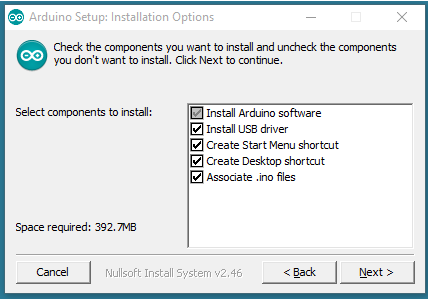 Arduino Setup: Installation Options
Check the components you want to install and uncheck the components
you don't want to install. Click Next to continue.
Select components to install:
Install Arduino software
Install USB driver
Create Start Menu shortcut
Create Desktop shortcut
Associate .ino files
Space required: 392.7MB
Cancel
Nullsoft Install System v2.46
< Back
Next >